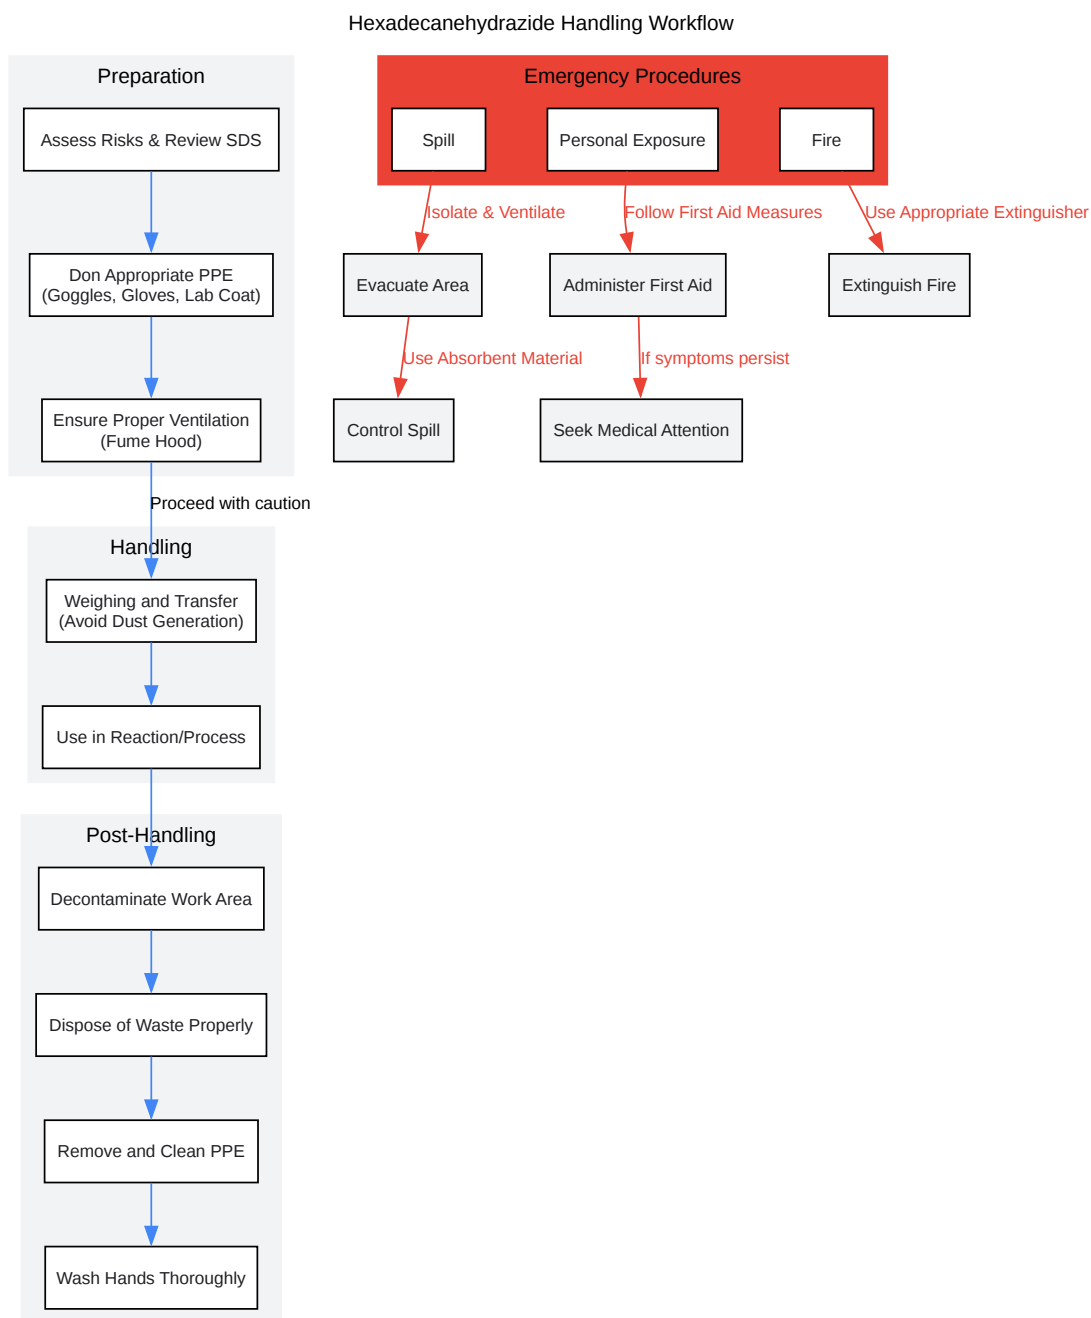 Hexadecanehydrazide Handling Workflow
Preparation
Assess Risks & Review SDS
Don Appropriate PPE
(Goggles, Gloves, Lab Coat)
Ensure Proper Ventilation
(Fume Hood)
Proceed with caution
Handling
Weighing and Transfer
(Avoid Dust Generation)
Use in Reaction/Process
Post-Handling
Decontaminate Work Area
Dispose of Waste Properly
Remove and Clean PPE
Wash Hands Thoroughly
Emergency Procedures
Spill
Isolate & Ventilate
Evacuate Area
Use Absorbent Material
Control Spill
Personal Exposure
Follow First Aid Measures
Administer First Aid
If symptoms persist
Seek Medical Attention
Fire
Use Appropriate Extinguisher
Extinguish Fire